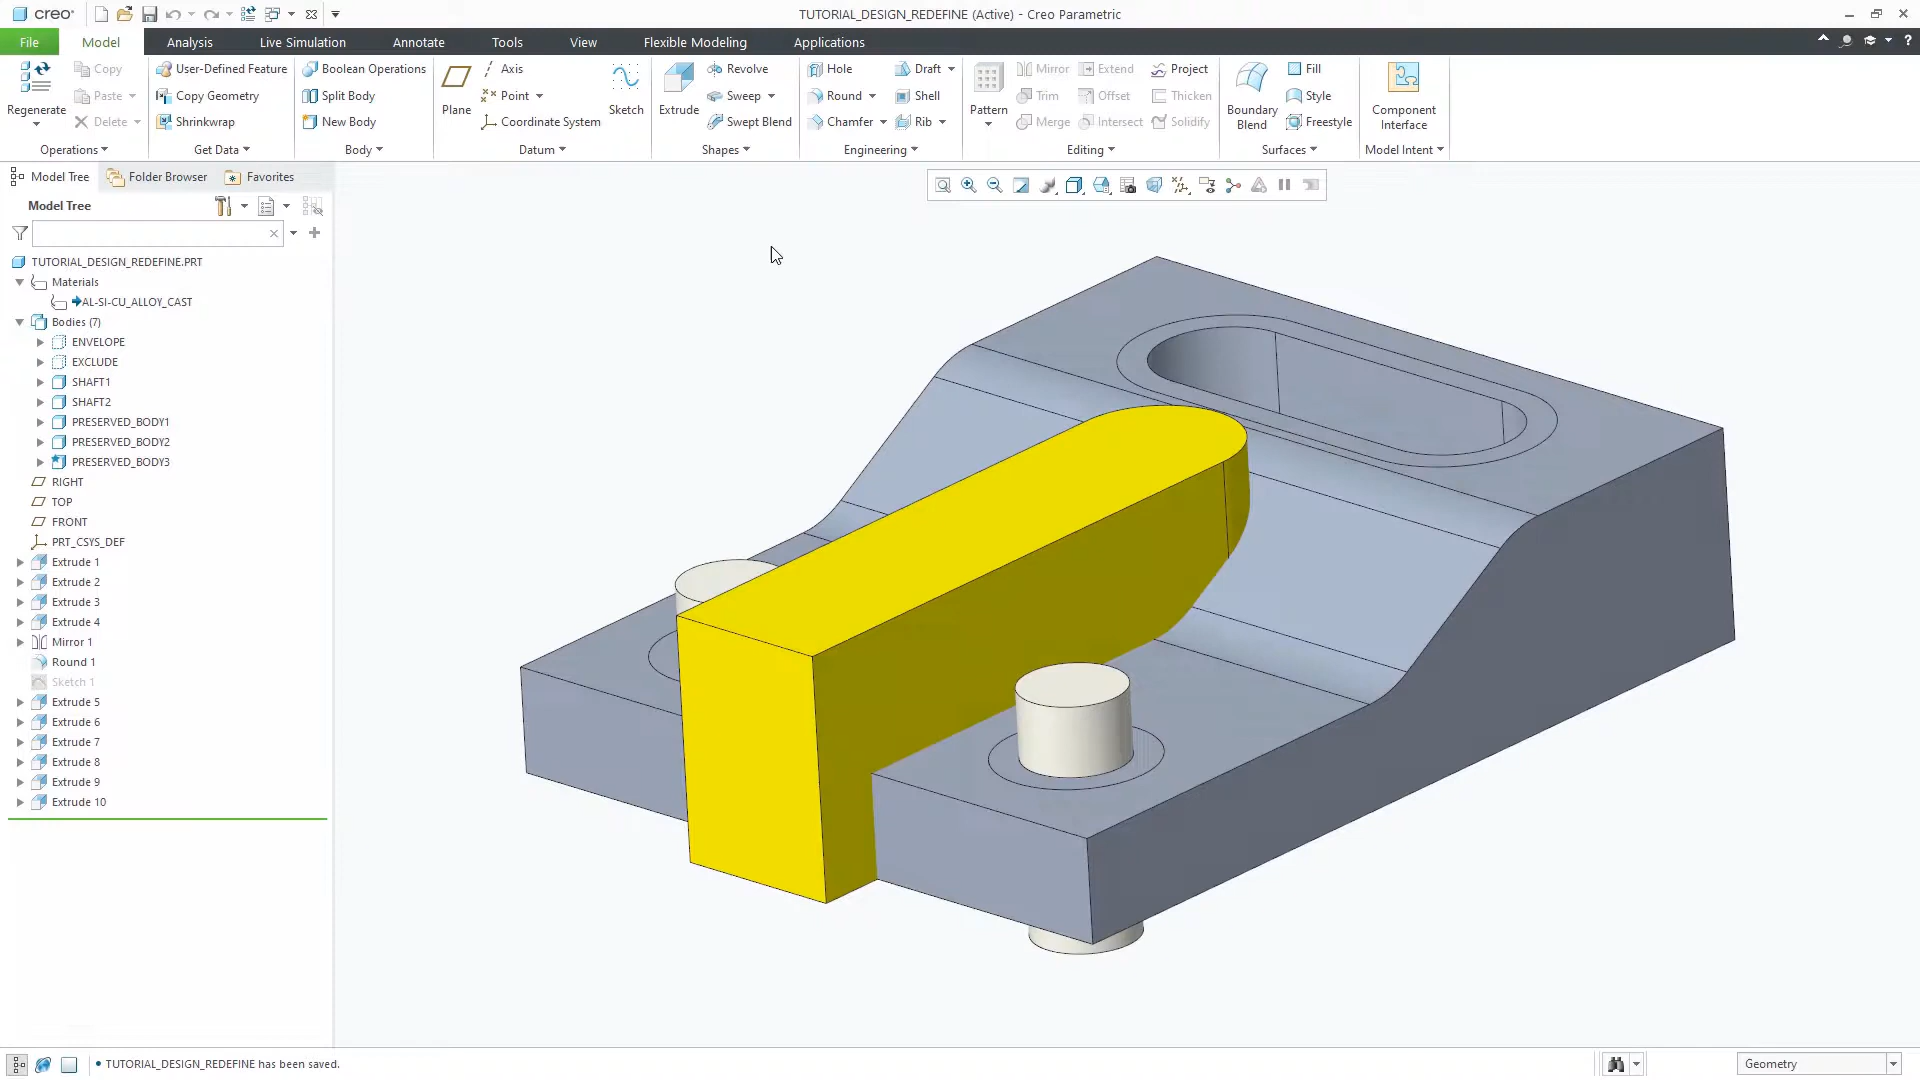 creo
TUTORIAL_DESIGN_REDEFINE (Active) - Creo Parametric
File Model Analysis Live Simulation Annotate Tools View Flexible Modeling Applications
Regenerate
Copy
Paste
Delete
Operations
User-Defined Feature
Copy Geometry
Shrinkwrap
Get Data
Boolean Operations
Split Body
New Body
Body
Plane
Axis
Point
Coordinate System
Sketch
Datum
Extrude
Revolve
Sweep
Swept Blend
Shapes
Hole
Round
Chamfer
Draft
Shell
Rib
Engineering
Pattern
Mirror
Trim
Merge
Extend
Offset
Intersect
Project
Thicken
Solidify
Editing
Boundary
Blend
Fill
Style
Freestyle
Surfaces
Component
Interface
Model Intent
Model Tree Folder Browser Favorites
Model Tree
TUTORIAL_DESIGN_REDEFINE.PRT
Materials
AL-SI-CU_ALLOY_CAST
Bodies (7)
ENVELOPE
EXCLUDE
SHAFT1
SHAFT2
PRESERVED_BODY1
PRESERVED_BODY2
PRESERVED_BODY3
RIGHT
TOP
FRONT
PRT_CSYS_DEF
Extrude 1
Extrude 2
Extrude 3
Extrude 4
Mirror 1
Round 1
Sketch 1
Extrude 5
Extrude 6
Extrude 7
Extrude 8
Extrude 9
Extrude 10
• TUTORIAL_DESIGN_REDEFINE has been saved.
Geometry